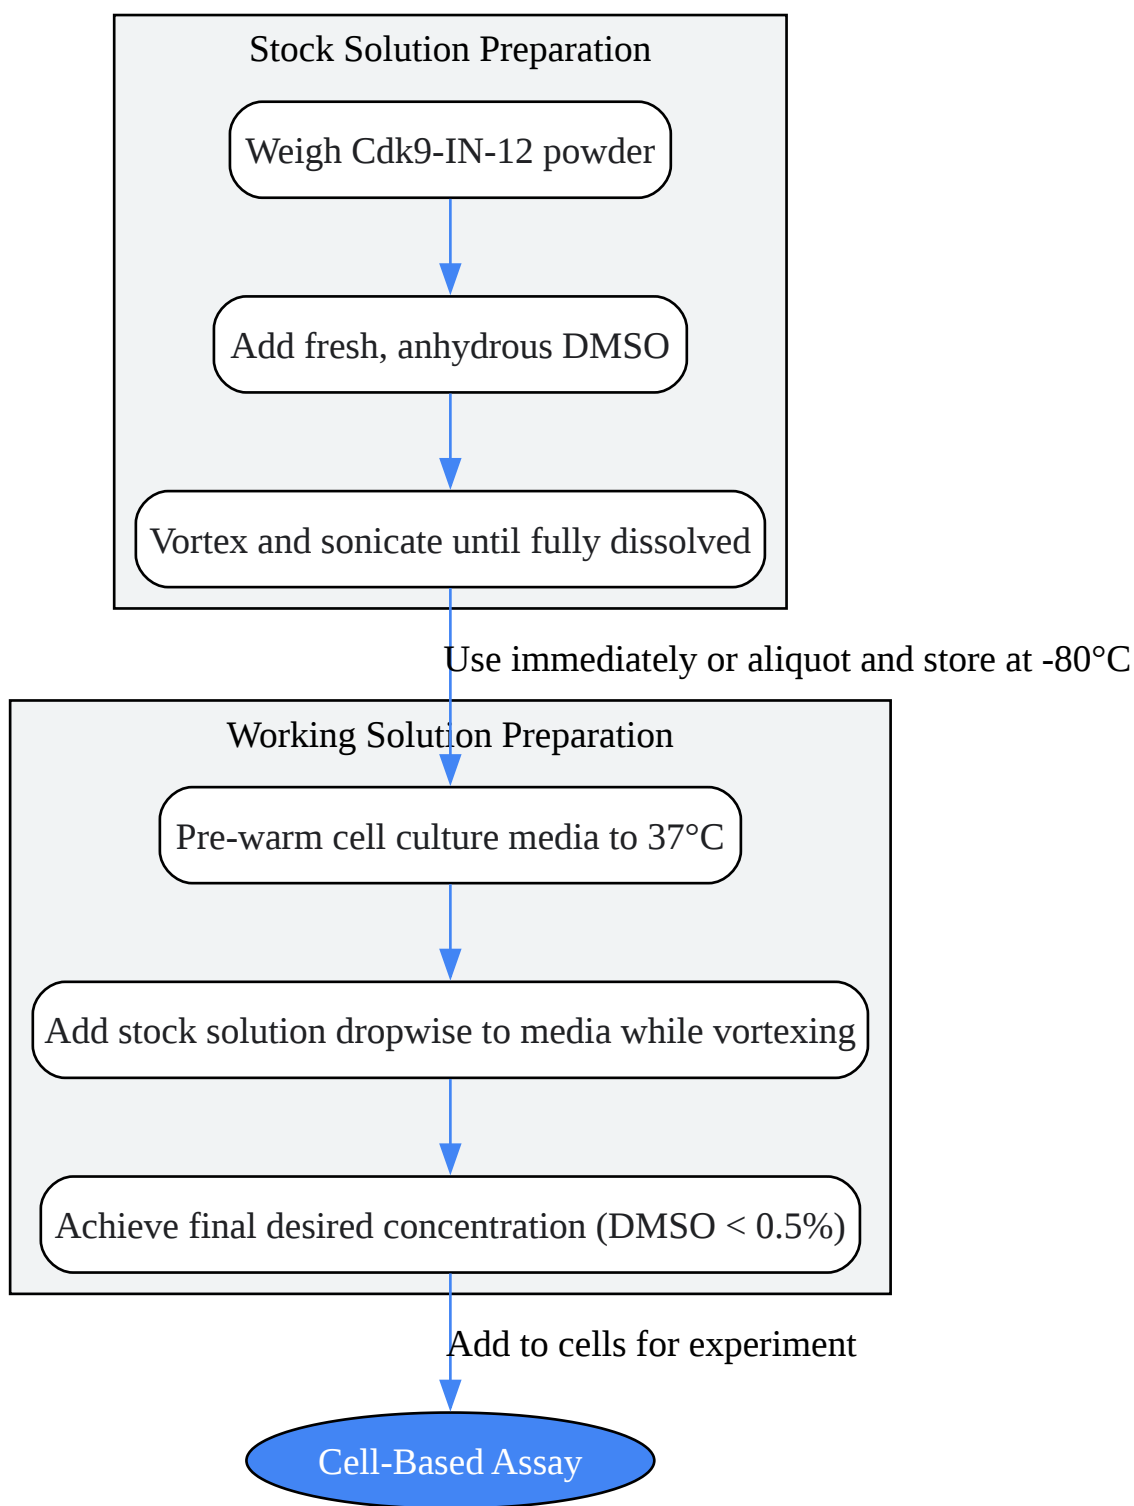 Stock Solution Preparation
Weigh Cdk9-IN-12 powder
Add fresh, anhydrous DMSO
Vortex and sonicate until fully dissolved
Use immediately or aliquot and store at -80°C
Working Solution Preparation
Pre-warm cell culture media to 37°C
Add stock solution dropwise to media while vortexing
Achieve final desired concentration (DMSO < 0.5%)
Add to cells for experiment
Cell-Based Assay